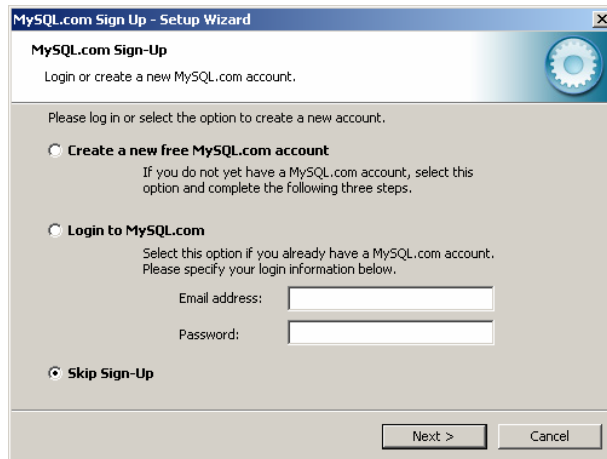 MySQL.com Sign Up - Setup Wizard
MySQL.com Sign-Up
Login or create a new MySQL.com account.
Please log in or select the option to create a new account.
Create a new free MySQL.com account
If you do not yet have a MySQL.com account, select this
option and complete the following three steps.
Login to MySQL.com
Select this option if you already have a MySQL.com account.
Please specify your login information below.
Email address:
Password:
Skip Sign-Up
Next >
Cancel